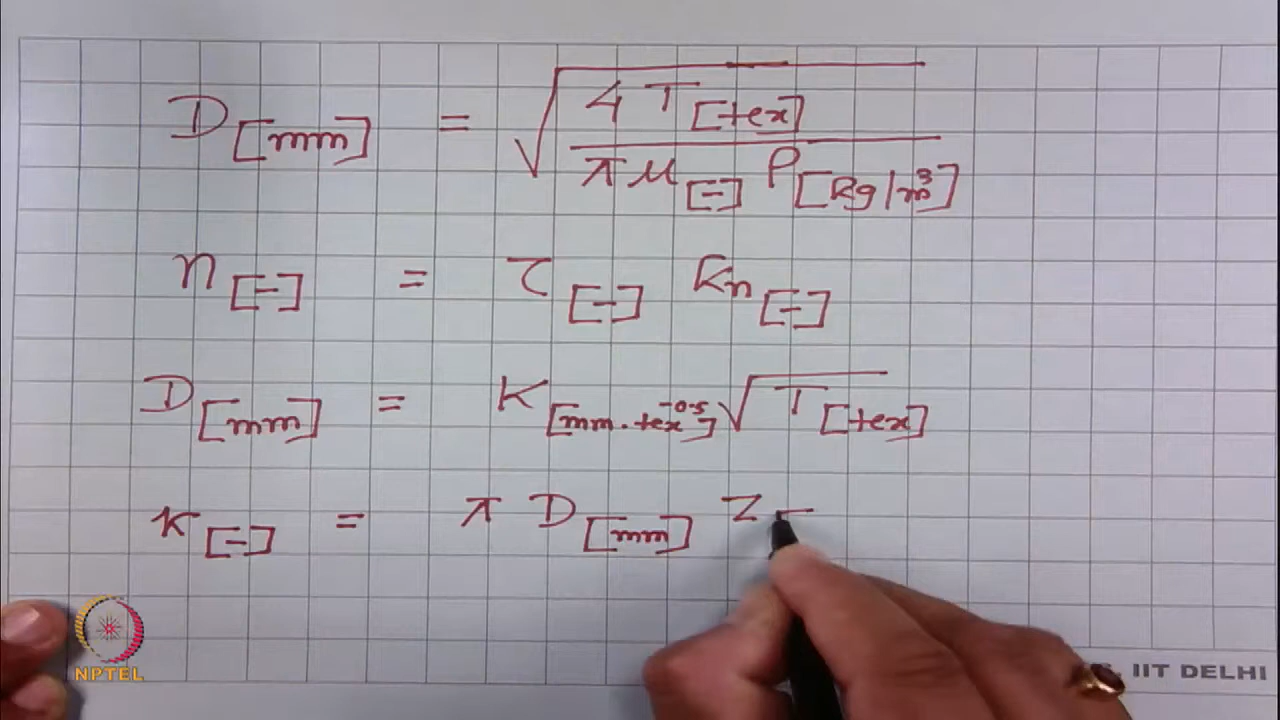 D[mm] = √(4 T[tex] / π μ[-] ρ[kg/m³])
n[-] = τ[-] kn[-]
D[mm] = K[mm.tex^-0.5] √T[tex]
κ[-] = π D[mm] Z
NPTEL
IIT DELHI